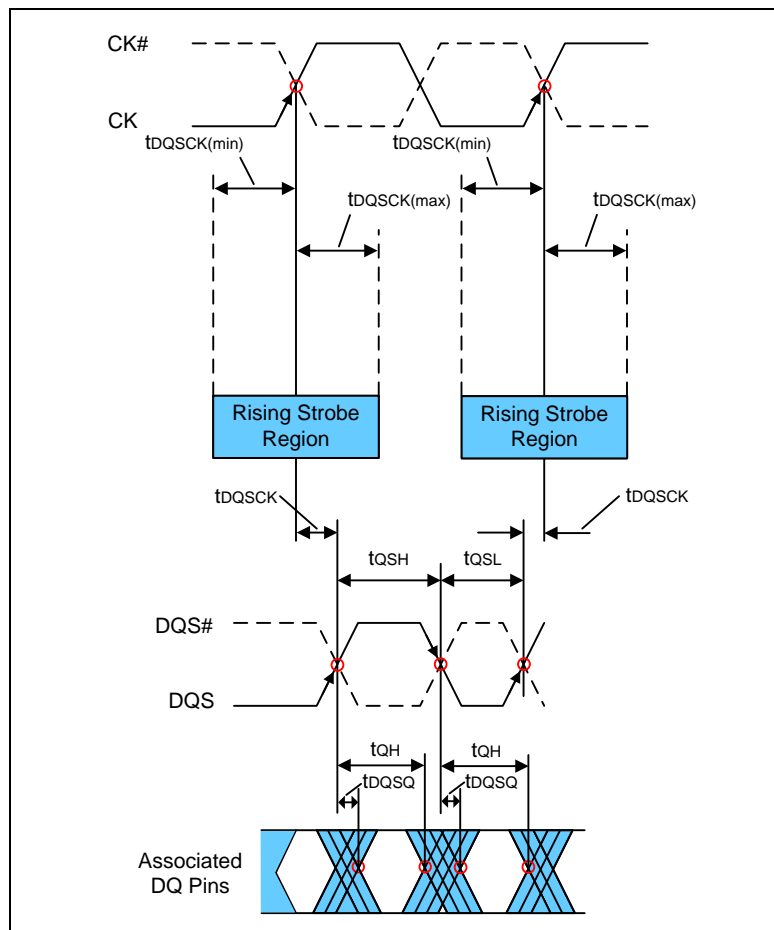 CK#
CK
tDQSCK(min)
tDQSCK(min)
tDQSCK(max)
tDQSCK(max)
Rising Strobe
Region
Rising Strobe
Region
tDQSCK
tDQSCK
tQSH
tQSL
DQS#
DQS
tQH
tQH
tDQSQ
tDQSQ
Associated
DQ Pins